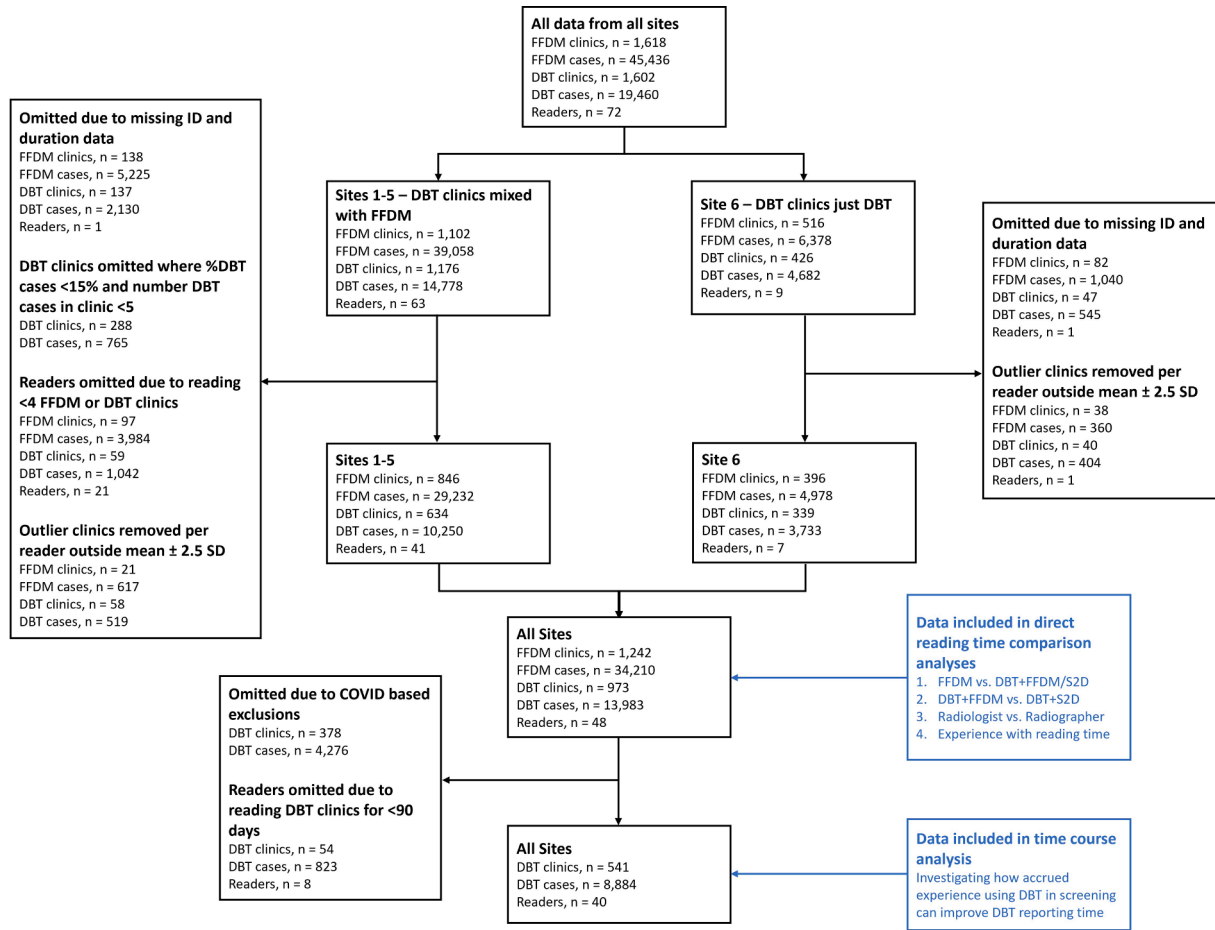 All data from all sites
FFDM clinics, n = 1,618
FFDM cases, n = 45,436
DBT clinics, n = 1,602
DBT cases, n = 19,460
Readers, n = 72
Omitted due to missing ID and
duration data
FFDM clinics, n = 138
FFDM cases, n = 5,225
DBT clinics, n = 137
DBT cases, n = 2,130
Readers, n = 1
DBT clinics omitted where %DBT
cases <15% and number DBT
cases in clinic <5
DBT clinics, n = 288
DBT cases, n = 765
Readers omitted due to reading
<4 FFDM or DBT clinics
FFDM clinics, n = 97
FFDM cases, n = 3,984
DBT clinics, n = 59
DBT cases, n = 1,042
Readers, n = 21
Outlier clinics removed per
reader outside mean ± 2.5 SD
FFDM clinics, n = 21
FFDM cases, n = 617
DBT clinics, n = 58
DBT cases, n = 519
Sites 1-5 – DBT clinics mixed
with FFDM
FFDM clinics, n = 1,102
FFDM cases, n = 39,058
DBT clinics, n = 1,176
DBT cases, n = 14,778
Readers, n = 63
Site 6 – DBT clinics just DBT
FFDM clinics, n = 516
FFDM cases, n = 6,378
DBT clinics, n = 426
DBT cases, n = 4,682
Readers, n = 9
Omitted due to missing ID and
duration data
FFDM clinics, n = 82
FFDM cases, n = 1,040
DBT clinics, n = 47
DBT cases, n = 545
Readers, n = 1
Outlier clinics removed per
reader outside mean ± 2.5 SD
FFDM clinics, n = 38
FFDM cases, n = 360
DBT clinics, n = 40
DBT cases, n = 404
Readers, n = 1
Sites 1-5
FFDM clinics, n = 846
FFDM cases, n = 29,232
DBT clinics, n = 634
DBT cases, n = 10,250
Readers, n = 41
Site 6
FFDM clinics, n = 396
FFDM cases, n = 4,978
DBT clinics, n = 339
DBT cases, n = 3,733
Readers, n = 7
All Sites
FFDM clinics, n = 1,242
FFDM cases, n = 34,210
DBT clinics, n = 973
DBT cases, n = 13,983
Readers, n = 48
Data included in direct
reading time comparison
analyses
1. FFDM vs. DBT+FFDM/S2D
2. DBT+FFDM vs. DBT+S2D
3. Radiologist vs. Radiographer
4. Experience with reading time
Omitted due to COVID based
exclusions
DBT clinics, n = 378
DBT cases, n = 4,276
Readers omitted due to
reading DBT clinics for <90
days
DBT clinics, n = 54
DBT cases, n = 823
Readers, n = 8
All Sites
DBT clinics, n = 541
DBT cases, n = 8,884
Readers, n = 40
Data included in time course
analysis
Investigating how accrued
experience using DBT in screening
can improve DBT reporting time